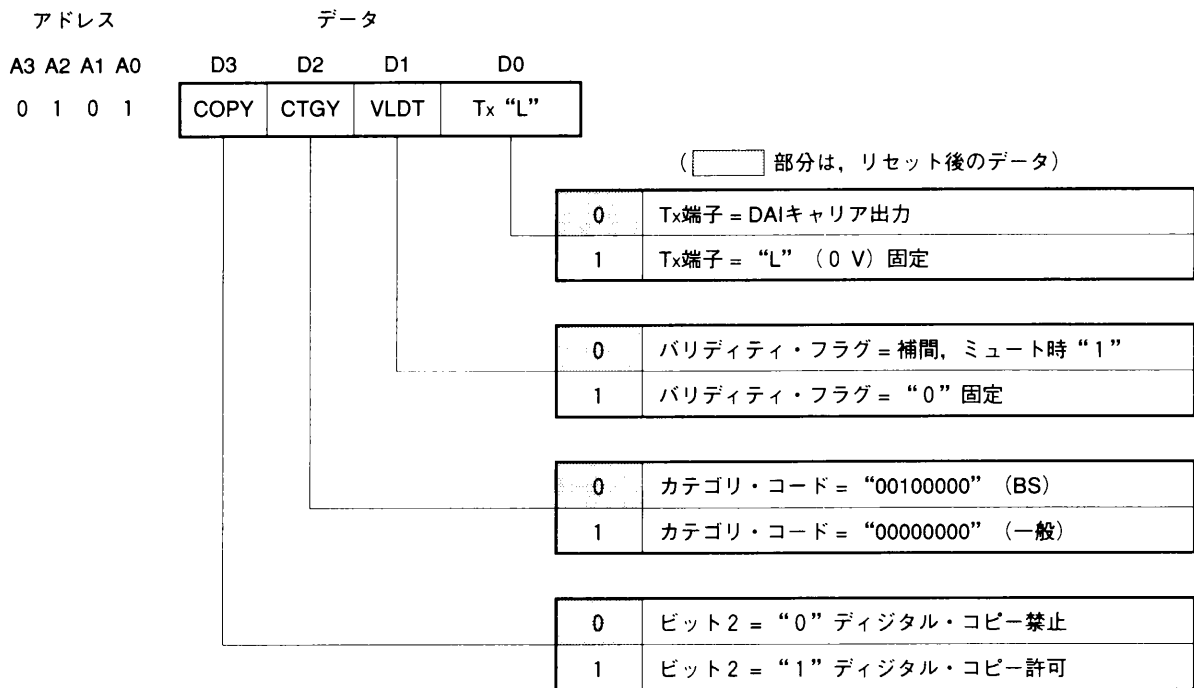 アドレス データ
A3 A2 A1 A0 D3 D2 D1 D0
0 1 0 1 COPY CTGY VLDT Tx “L”
( 部分は，リセット後のデータ)
0 Tx端子 = DAIキャリア出力
1 Tx端子 = “L” (0 V) 固定
0 バリディティ・フラグ = 補間，ミュート時 “1”
1 バリディティ・フラグ = “0” 固定
0 カテゴリ・コード = “00100000” (BS)
1 カテゴリ・コード = “00000000” (一般)
0 ビット2 = “0” ディジタル・コピー禁止
1 ビット2 = “1” ディジタル・コピー許可